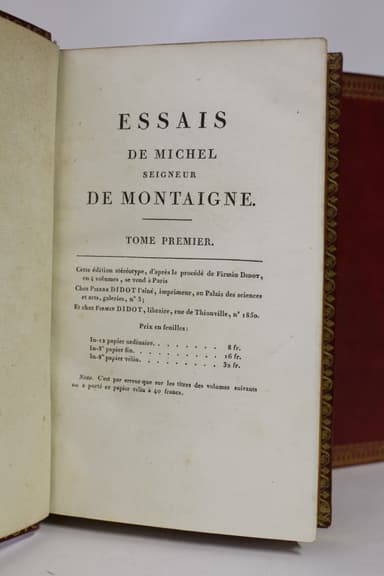 ESSAIS
DE MICHEL
SEIGNEUR
DE MONTAIGNE.
TOME PREMIER.
Cette édition stéréotype, d'après le procédé de Firmin DIDOT,
en 4 volumes, se vend à Paris
Chez PIERRE DIDOT l'aîné, imprimeur, au Palais des sciences
et arts, galeries, n° 3;
Et chez FIRMIN DIDOT, libraire, rue de Thionville, n° 1850.
Prix en feuilles:
In-12 papier ordinaire. . . . . . . . 8 fr.
In-8° papier fin. . . . . . . . . . 16 fr.
In-8° papier vélin. . . . . . . . . 32 fr.
Nota. C'est par erreur que sur les titres des volumes suivants
on a porté ce papier vélin à 40 francs.